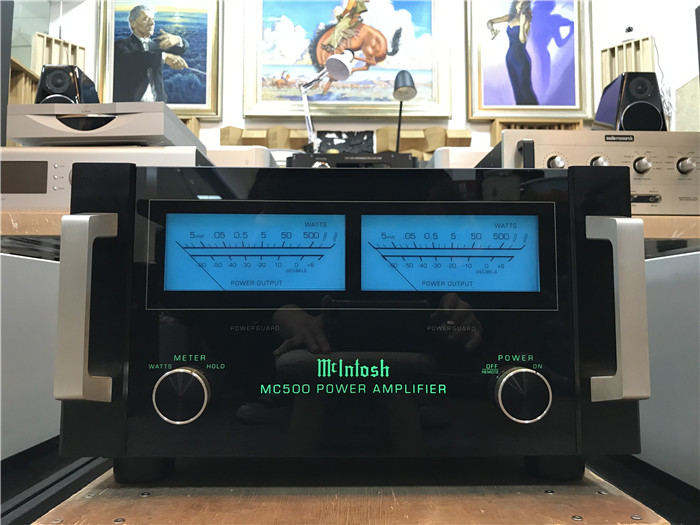 audio research
WATTS
5mW .05 0.5 5 50 500
-50 -40 -30 -20 -10 0 +6
DECIBELS
POWER OUTPUT
WATTS
5mW .05 0.5 5 50 500
-50 -40 -30 -20 -10 0 +6
DECIBELS
POWER OUTPUT
POWERGUARD
POWERGUARD
METER
WATTS HOLD
McIntosh
MC500 POWER AMPLIFIER
POWER
OFF ON
REMOTE